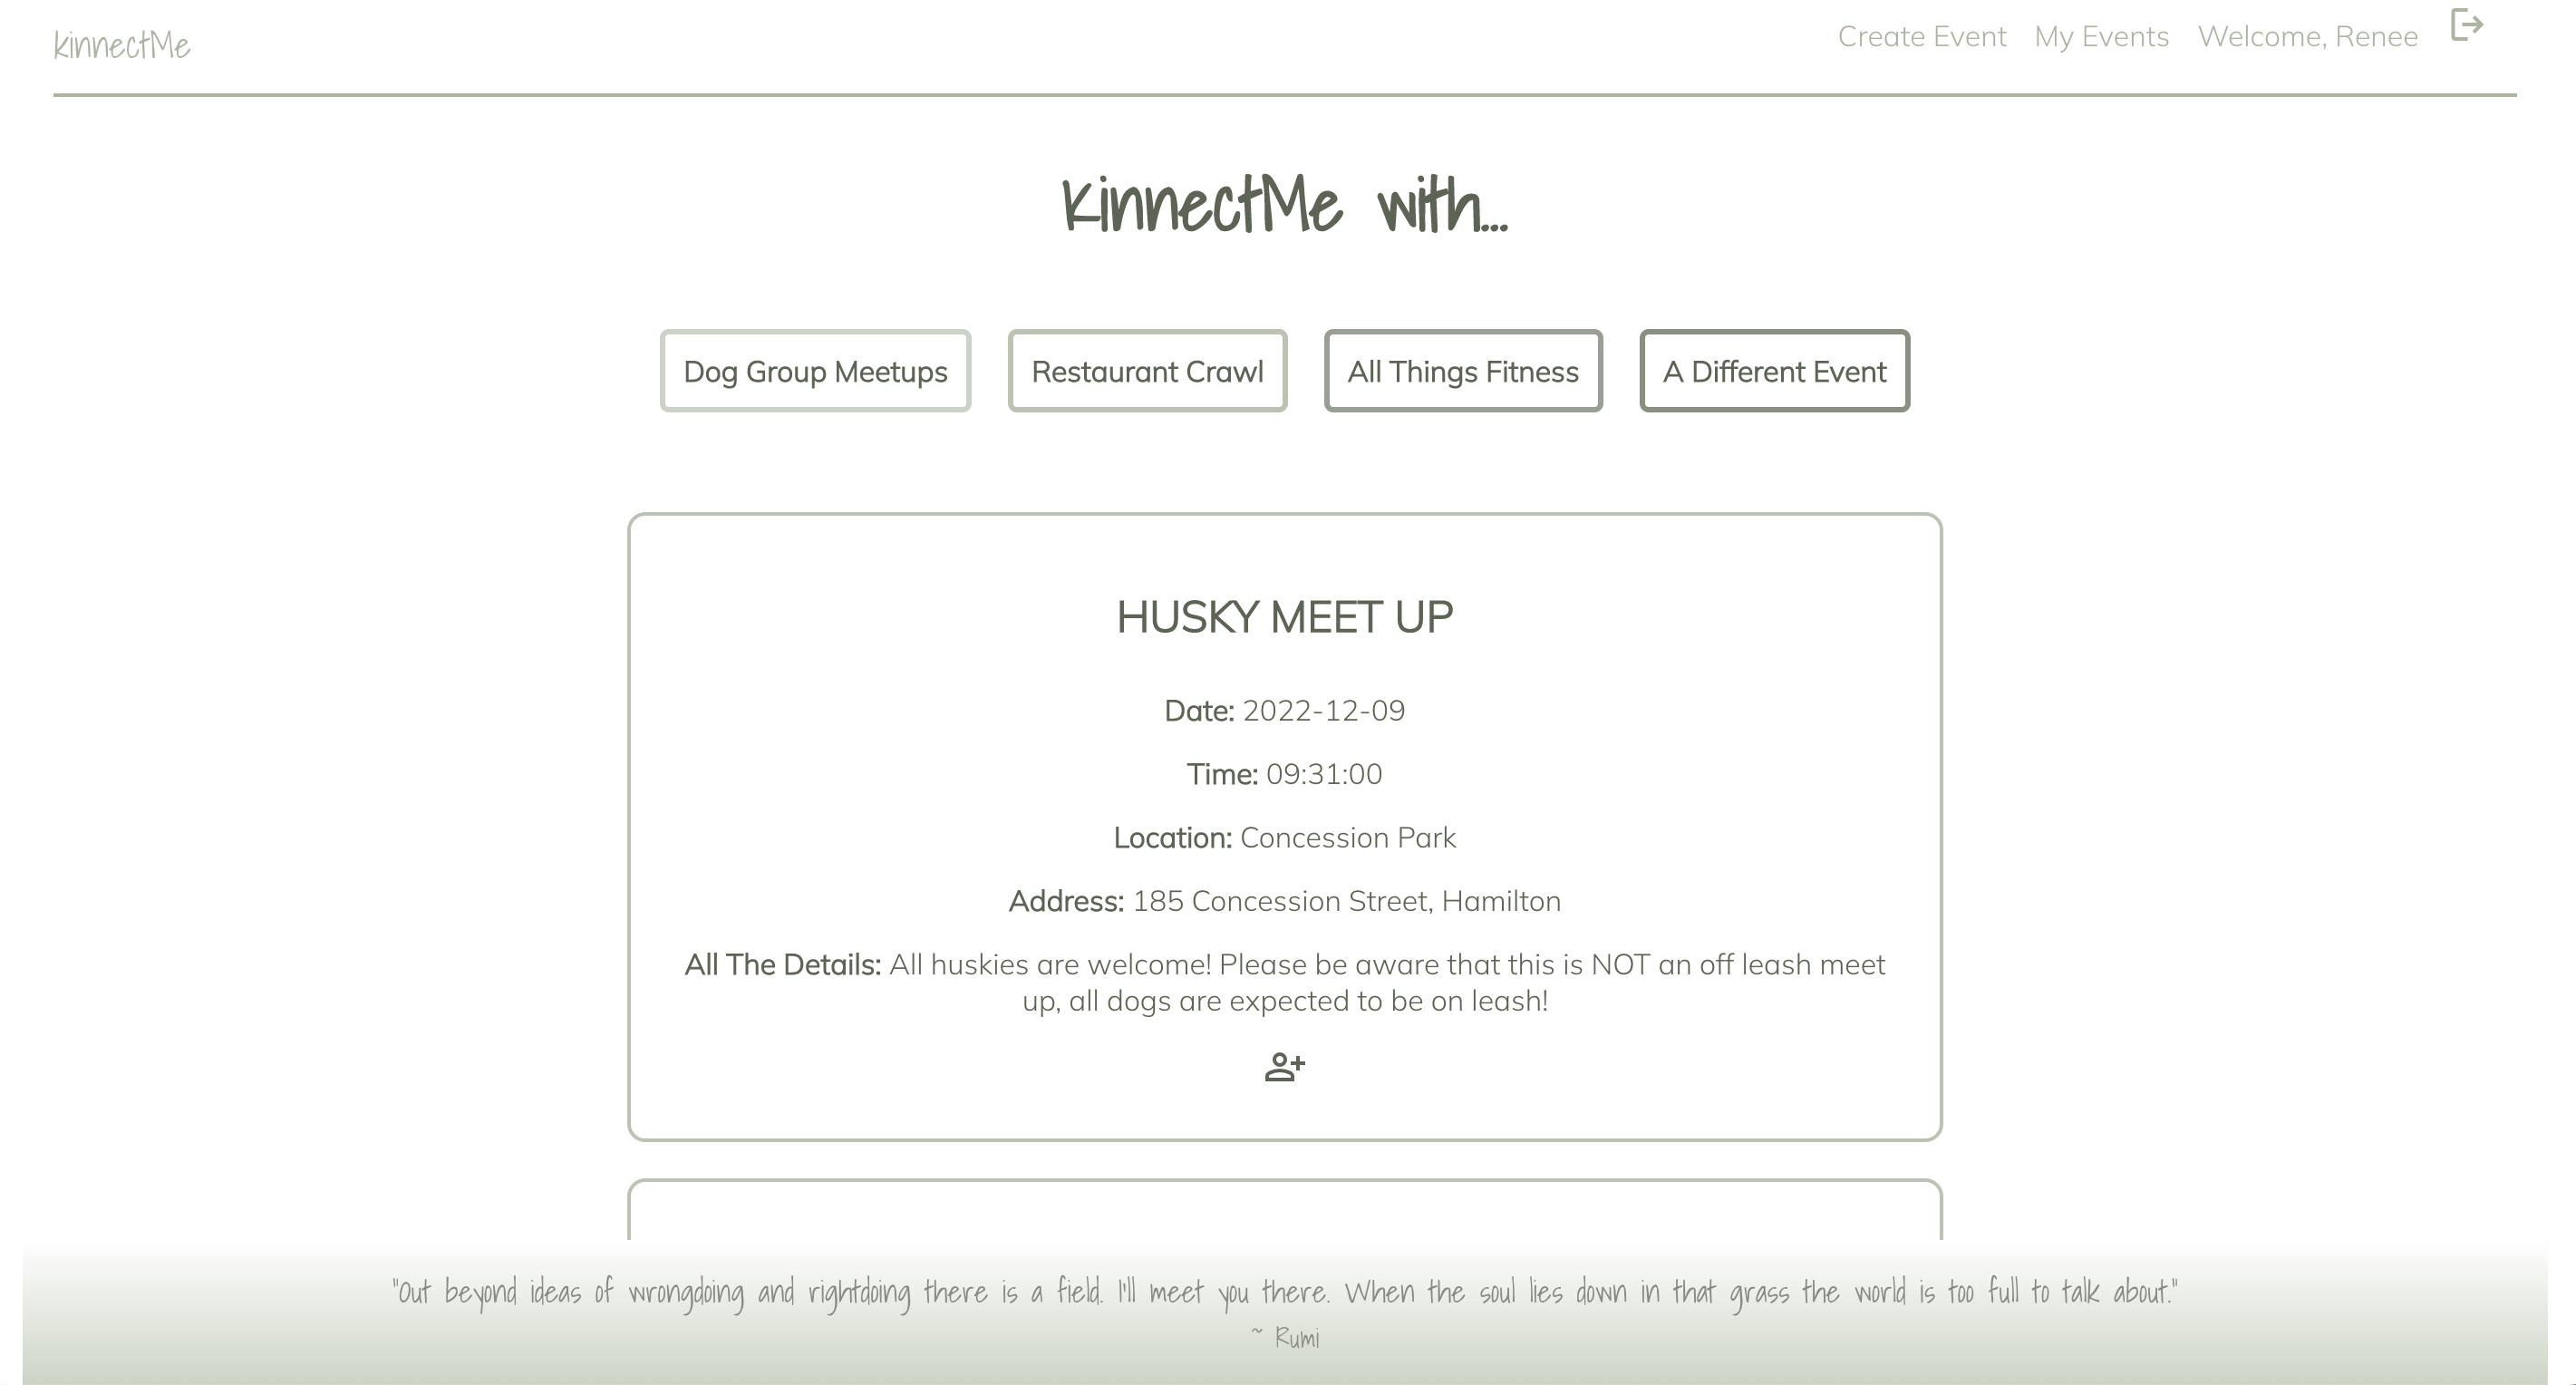 kinnectMe
Create Event My Events Welcome, Renee
kinnectMe with...
Dog Group Meetups Restaurant Crawl All Things Fitness A Different Event
HUSKY MEET UP
Date: 2022-12-09
Time: 09:31:00
Location: Concession Park
Address: 185 Concession Street, Hamilton
All The Details: All huskies are welcome! Please be aware that this is NOT an off leash meet
up, all dogs are expected to be on leash!
"Out beyond ideas of wrongdoing and rightdoing there is a field. I'll meet you there. When the soul lies down in that grass the world is too full to talk about."
~ Rumi